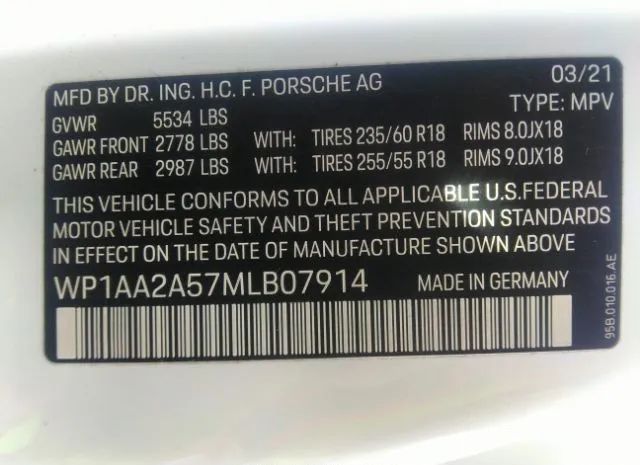 MFD BY DR. ING. H.C. F. PORSCHE AG 03/21
GVWR 5534 LBS TYPE: MPV
GAWR FRONT 2778 LBS WITH: TIRES 235/60 R18 RIMS 8.0JX18
GAWR REAR 2987 LBS WITH: TIRES 255/55 R18 RIMS 9.0JX18
THIS VEHICLE CONFORMS TO ALL APPLICABLE U.S.FEDERAL
MOTOR VEHICLE SAFETY AND THEFT PREVENTION STANDARDS
IN EFFECT ON THE DATE OF MANUFACTURE SHOWN ABOVE
WP1AA2A57MLB07914 MADE IN GERMANY
95B.010.016.AE